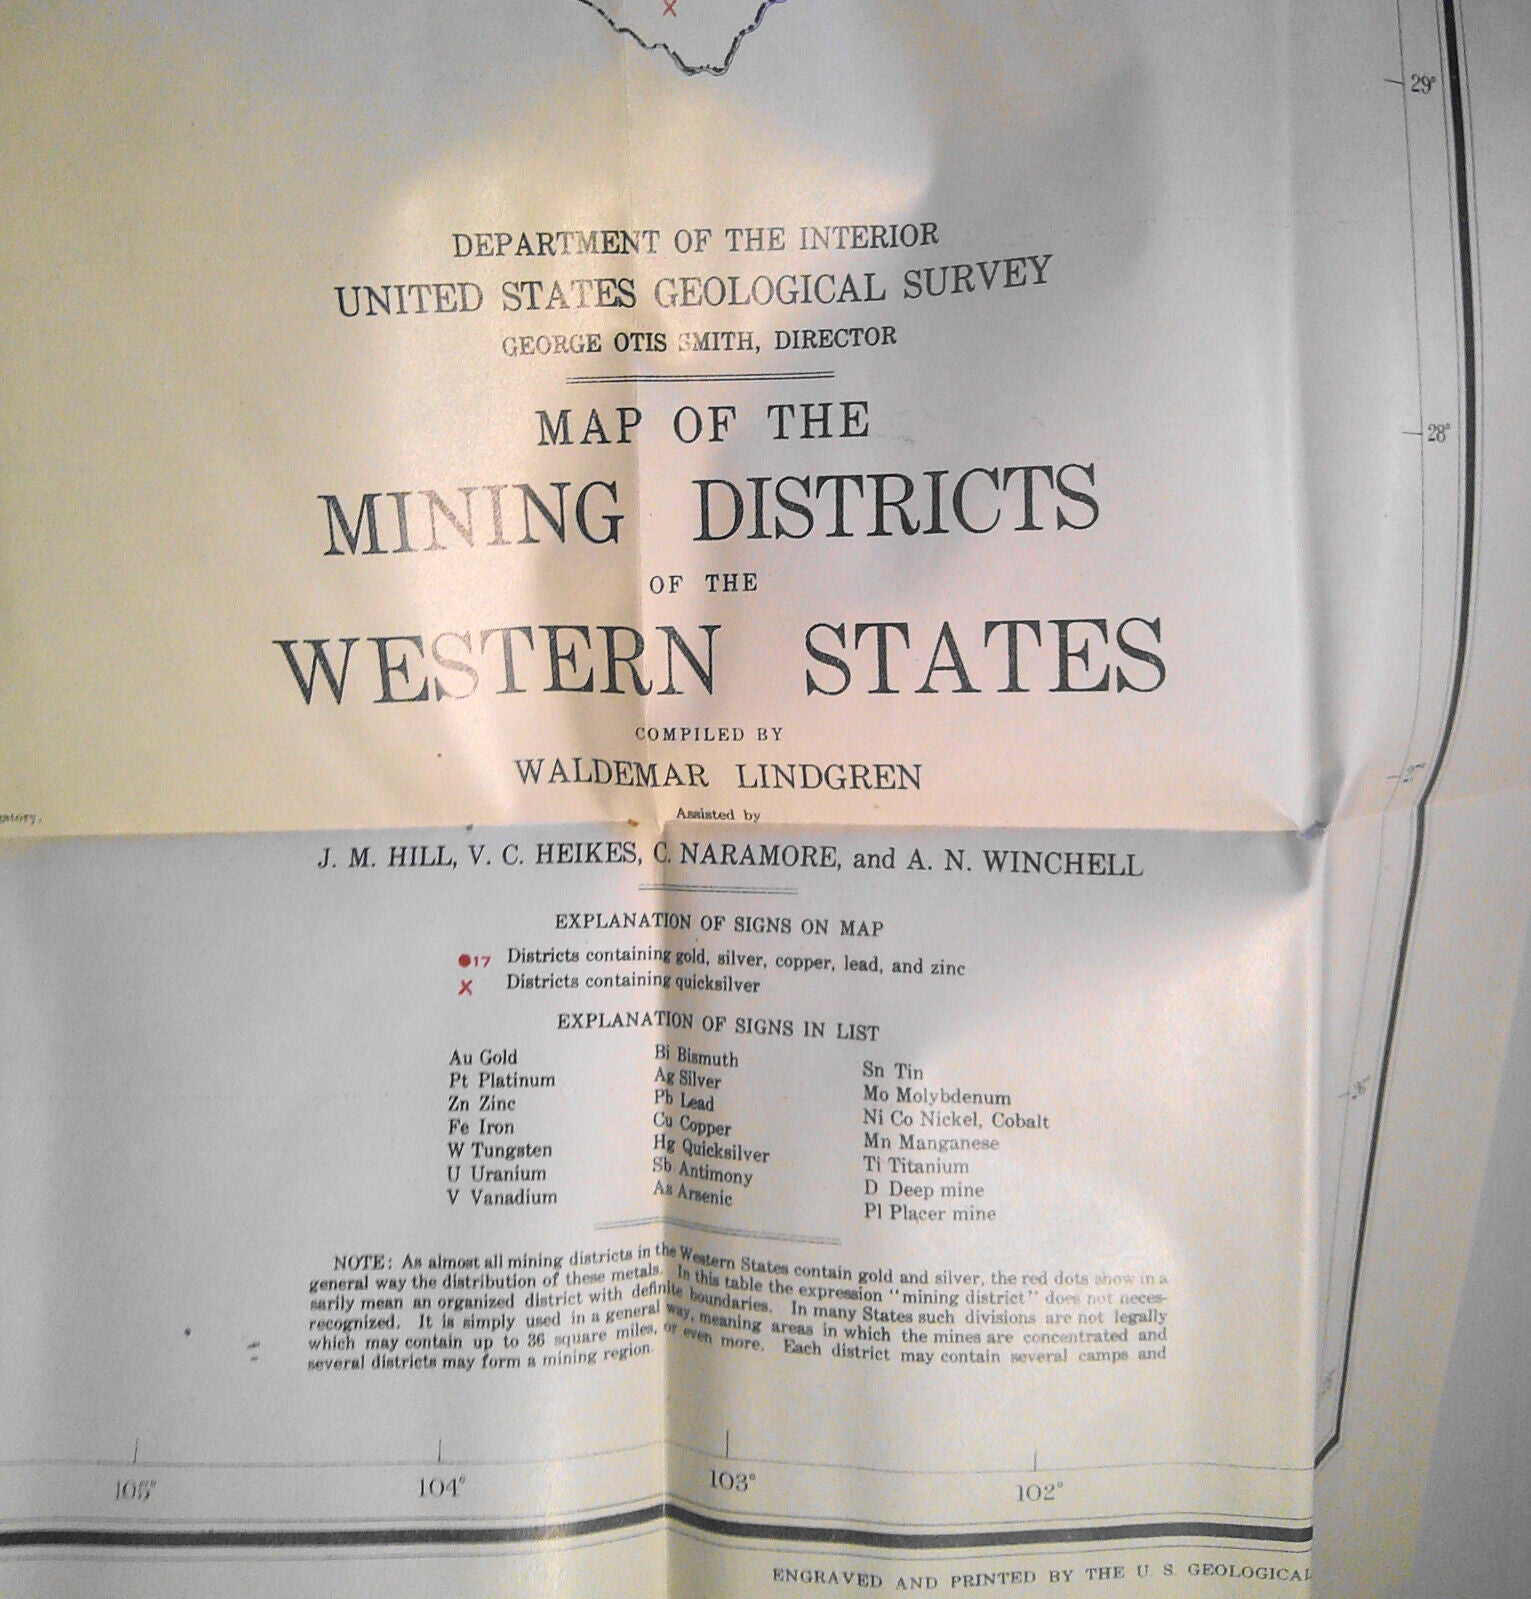 X
29°
DEPARTMENT OF THE INTERIOR
UNITED STATES GEOLOGICAL SURVEY
GEORGE OTIS SMITH, DIRECTOR
MAP OF THE
28°
MINING DISTRICTS
OF THE
WESTERN STATES
COMPILED BY
WALDEMAR LINDGREN
27°
Assisted by
J. M. HILL, V. C. HEIKES, C. NARAMORE, and A. N. WINCHELL
EXPLANATION OF SIGNS ON MAP
17 Districts containing gold, silver, copper, lead, and zinc
X Districts containing quicksilver
EXPLANATION OF SIGNS IN LIST
Au Gold
Pt Platinum
Zn Zinc
Fe Iron
W Tungsten
U Uranium
V Vanadium
Bi Bismuth
Ag Silver
Pb Lead
Cu Copper
Hg Quicksilver
Sb Antimony
As Arsenic
Sn Tin
Mo Molybdenum
Ni Co Nickel, Cobalt
Mn Manganese
Ti Titanium
D Deep mine
Pl Placer mine
26°
NOTE: As almost all mining districts in the Western States contain gold and silver, the red dots show in a
general way the distribution of these metals. In this table the expression "mining district" does not neces-
sarily mean an organized district with definite boundaries. In many States such divisions are not legally
recognized. It is simply used in a general way, meaning areas in which the mines are concentrated and
which may contain up to 36 square miles, or even more. Each district may contain several camps and
several districts may form a mining region.
105°
104°
103°
102°
ENGRAVED AND PRINTED BY THE U. S. GEOLOGICAL